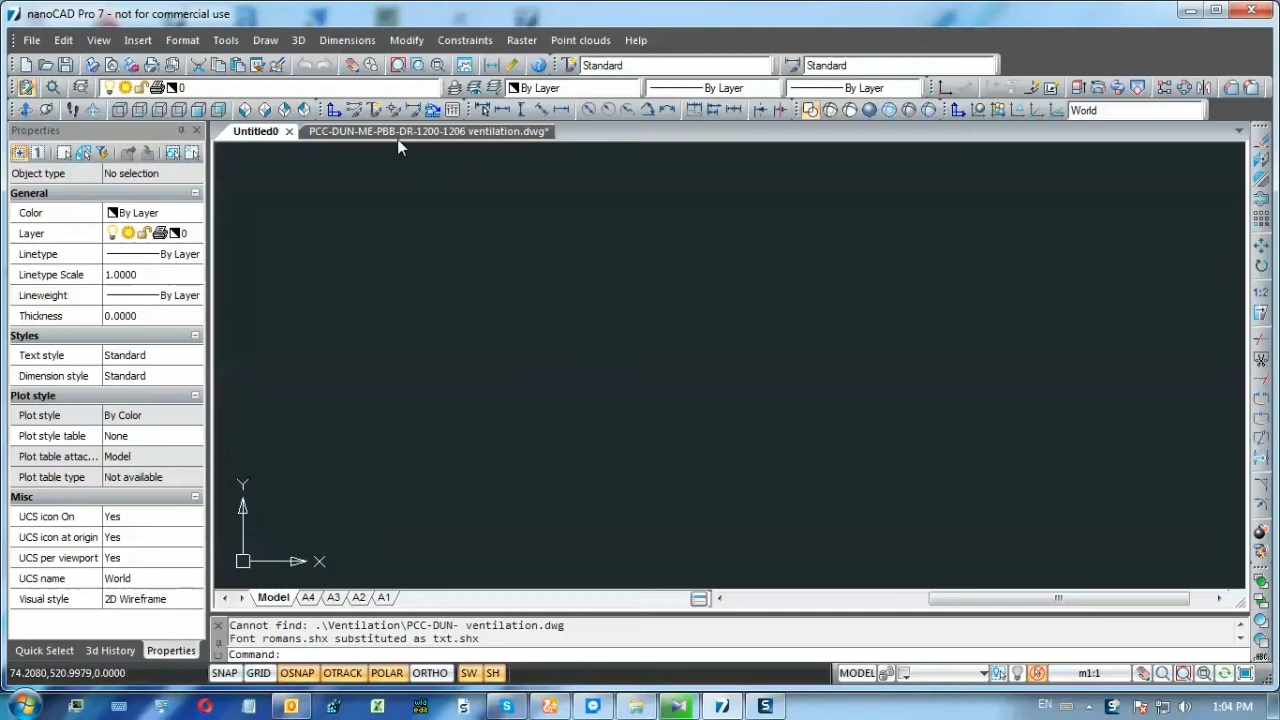 nanoCAD Pro 7 - not for commercial use
File Edit View Insert Format Tools Draw 3D Dimensions Modify Constraints Raster Point clouds Help
Standard Standard
0 By Layer By Layer By Layer
World
Properties
Untitled0 PCC-DUN-ME-PBB-DR-1200-1206 ventilation.dwg*
Object type No selection
General
Color By Layer
Layer 0
Linetype By Layer
Linetype Scale 1.0000
Lineweight By Layer
Thickness 0.0000
Styles
Text style Standard
Dimension style Standard
Plot style
Plot style By Color
Plot style table None
Plot table attac... Model
Plot table type Not available
Misc
UCS icon On Yes
UCS icon at origin Yes
UCS per viewport Yes
UCS name World
Visual style 2D Wireframe
Y
X
Model A4 A3 A2 A1
Cannot find: .\Ventilation\PCC-DUN- ventilation.dwg
Font romans.shx substituted as txt.shx
Command:
Quick Select 3D History Properties
74.2080,520.9979,0.0000 SNAP GRID OSNAP OTRACK POLAR ORTHO SW SH MODEL m1:1
EN 1:04 PM